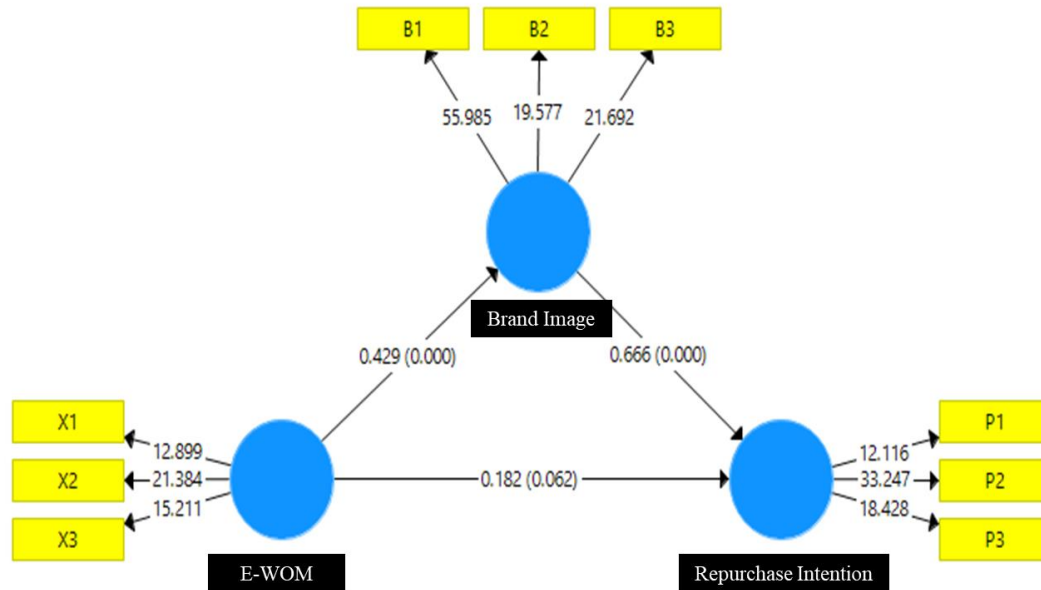 B1
B2
B3
55.985
19.577
21.692
Brand Image
0.429 (0.000)
0.666 (0.000)
X1
X2
X3
12.899
21.384
15.211
0.182 (0.062)
12.116
33.247
18.428
P1
P2
P3
E-WOM
Repurchase Intention